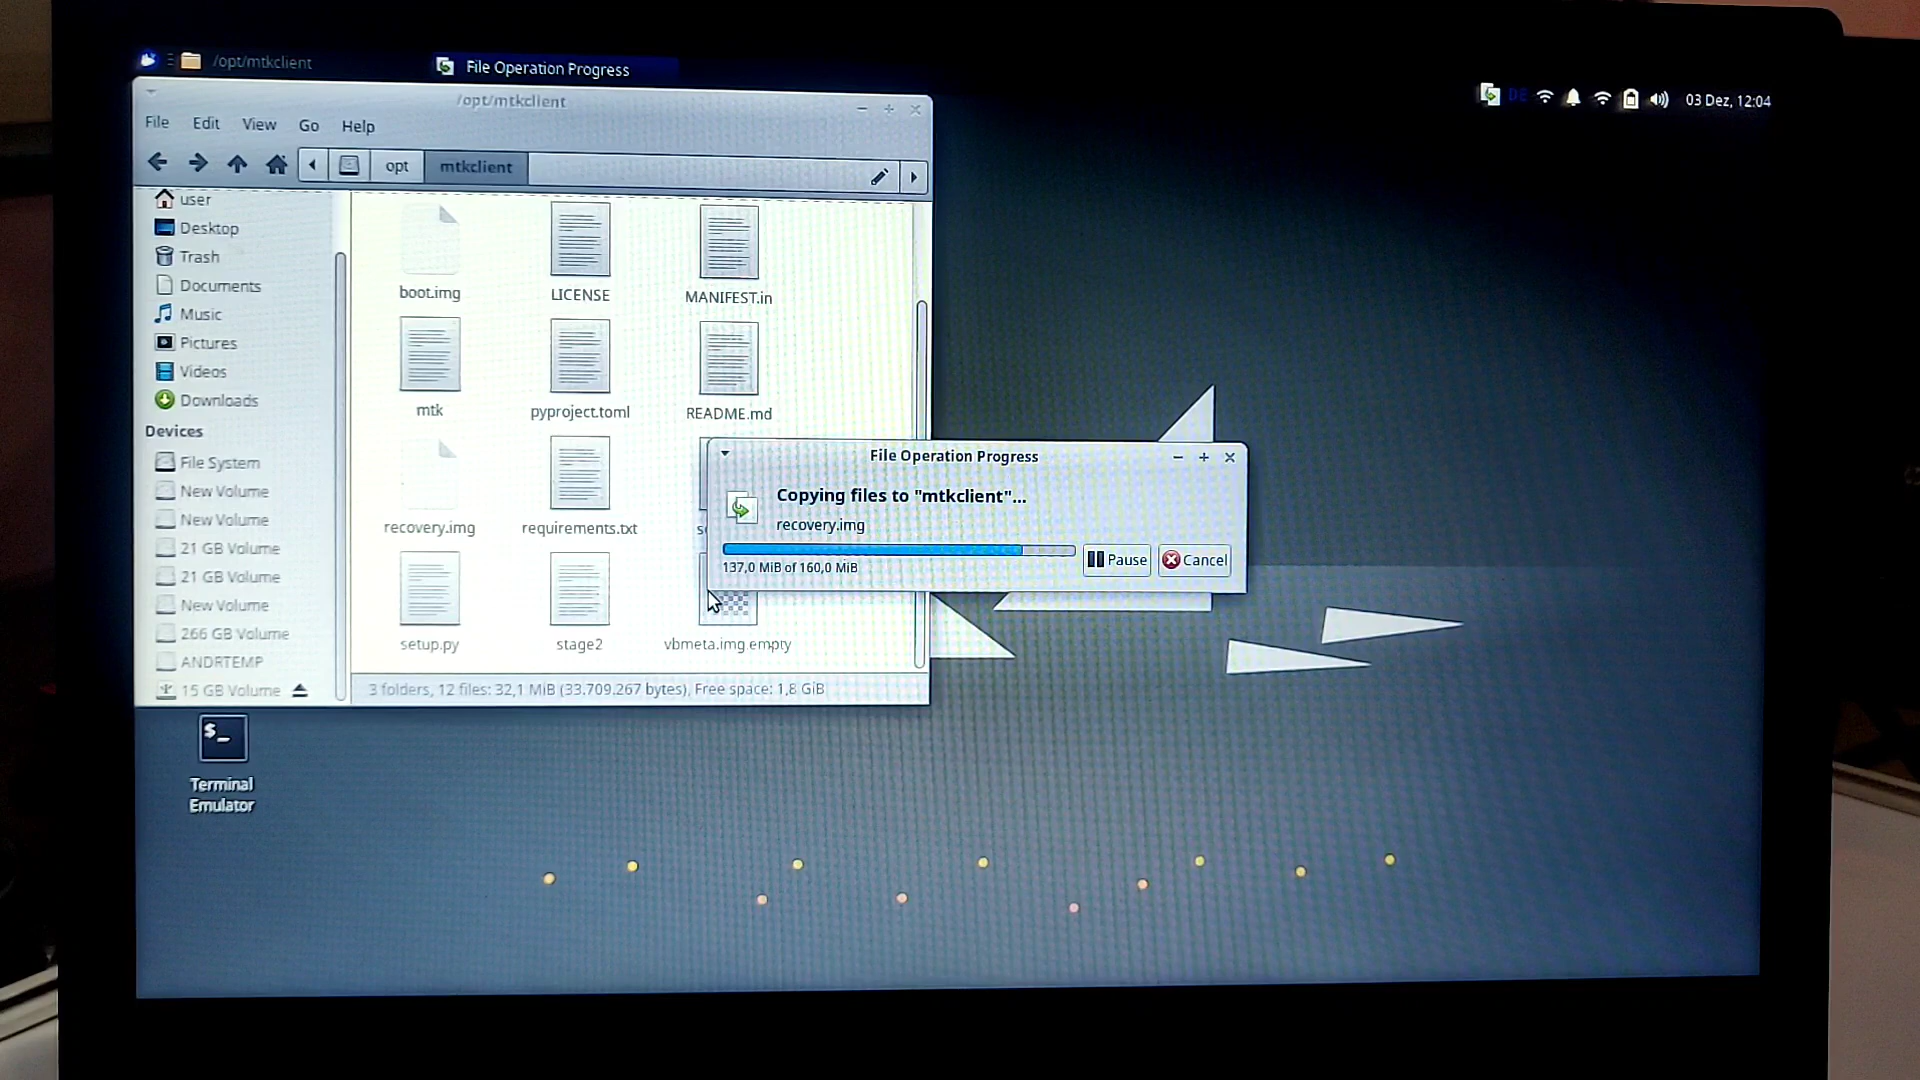 /opt/mtkclient
File Operation Progress
DE
03 Dez, 12:04
/opt/mtkclient
File Edit View Go Help
opt mtkclient
user
Desktop
Trash
Documents
Music
Pictures
Videos
Downloads
Devices
File System
New Volume
New Volume
21 GB Volume
21 GB Volume
New Volume
266 GB Volume
ANDRTEMP
15 GB Volume
boot.img LICENSE MANIFEST.in
mtk pyproject.toml README.md
recovery.img requirements.txt
setup.py stage2 vbmeta.img.empty
3 folders, 12 files: 32,1 MiB (33.709.267 bytes), Free space: 1,8 GiB
File Operation Progress
Copying files to "mtkclient"...
recovery.img
137,0 MiB of 160,0 MiB
Pause Cancel
$_
Terminal
Emulator